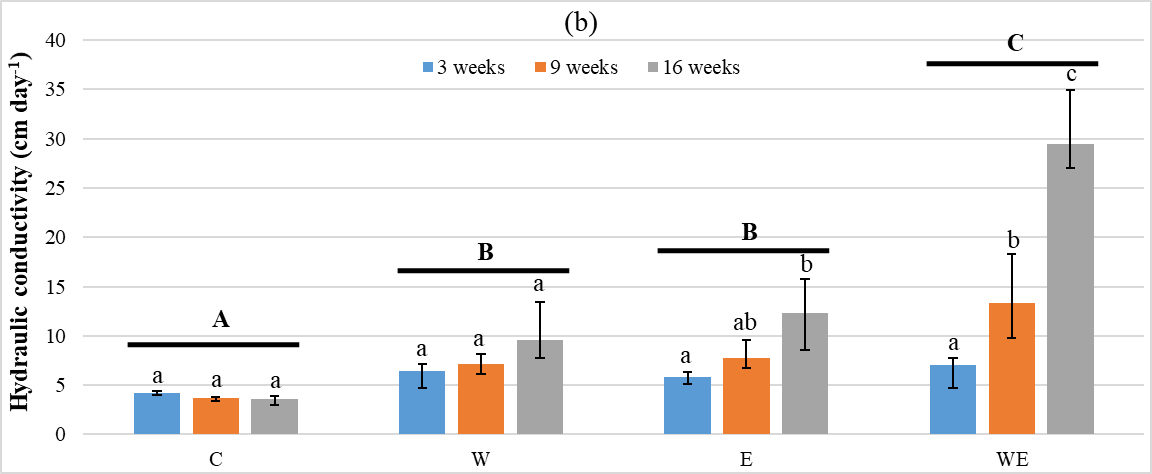 (b)
Hydraulic conductivity (cm day⁻¹)
40
35
30
25
20
15
10
5
0
3 weeks 9 weeks 16 weeks
A
a a a
B
a a a
B
a ab b
C
a b c
C W E WE